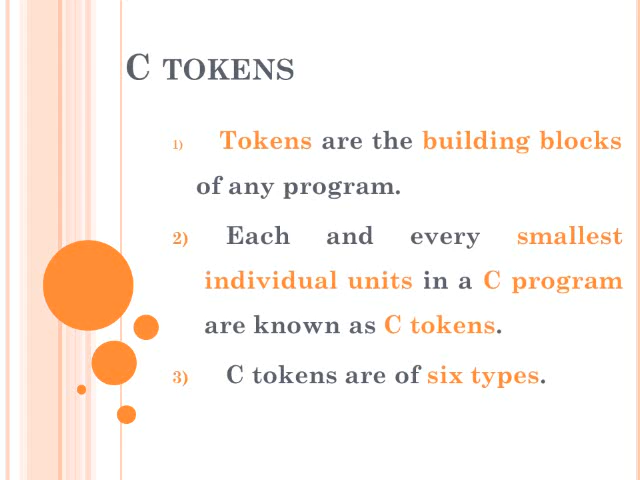 C TOKENS
1) Tokens are the building blocks
of any program.
2) Each and every smallest
individual units in a C program
are known as C tokens.
3) C tokens are of six types.